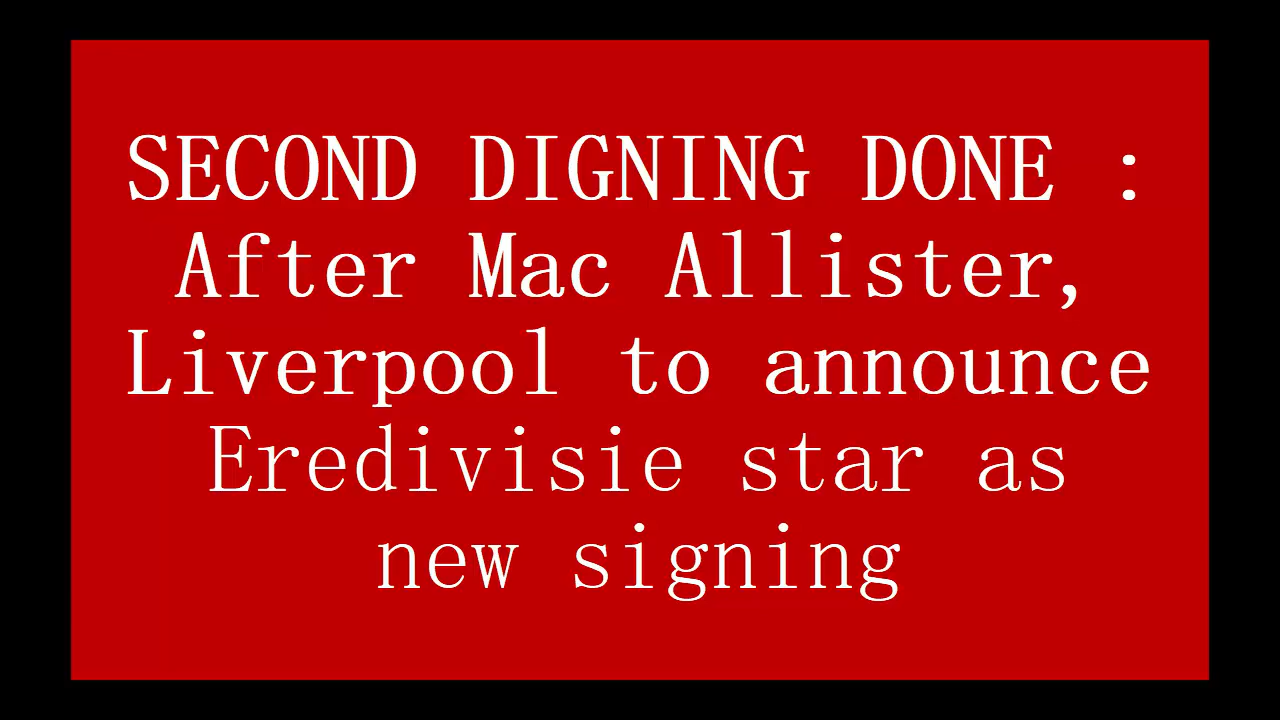 SECOND DIGNING DONE :
After Mac Allister,
Liverpool to announce
Eredivisie star as
new signing